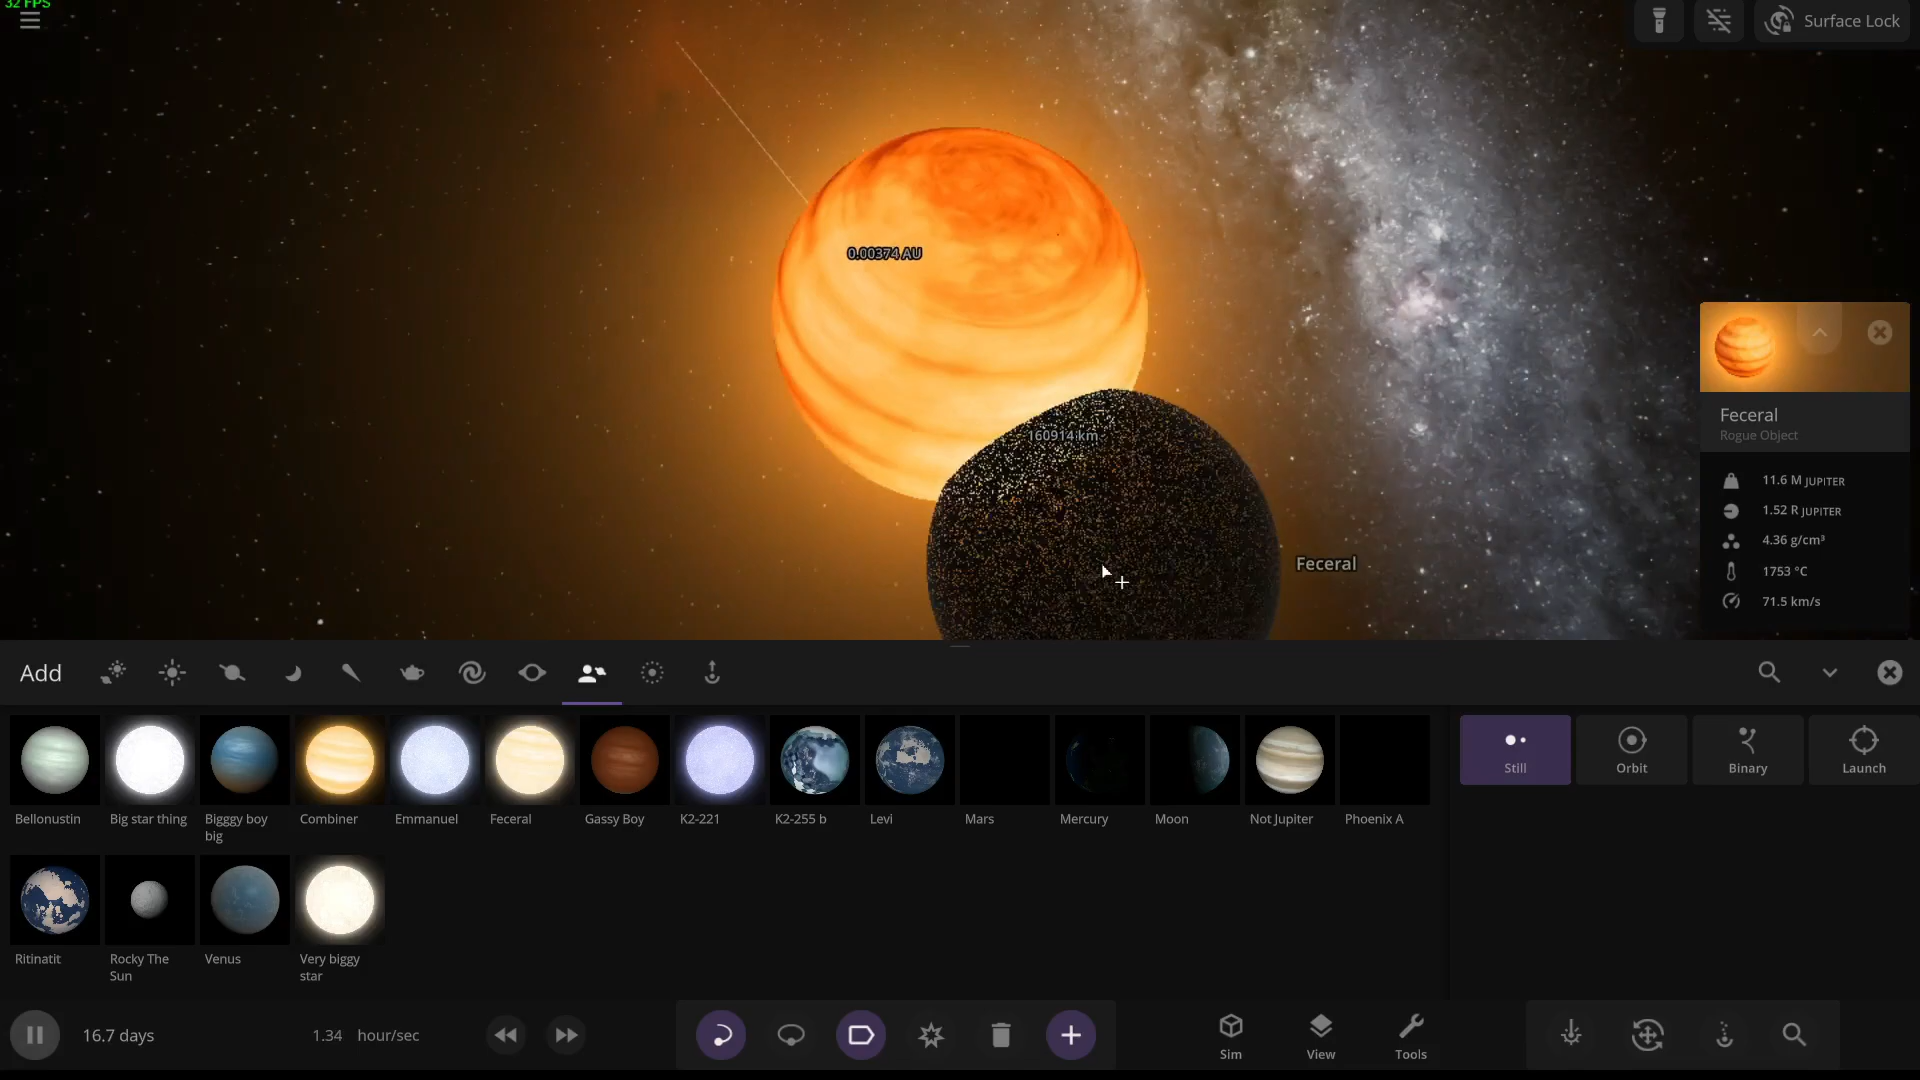 32 FPS
Surface Lock
0.00374 AU
160914 km
Feceral
Feceral
Rogue Object
11.6 M JUPITER
1.52 R JUPITER
4.36 g/cm³
1753 °C
71.5 km/s
Add
Still
Orbit
Binary
Launch
Bellonustin
Big star thing
Bigggy boy
big
Combiner
Emmanuel
Feceral
Gassy Boy
K2-221
K2-255 b
Levi
Mars
Mercury
Moon
Not Jupiter
Phoenix A
Ritinatit
Rocky The
Sun
Venus
Very biggy
star
16.7 days
1.34 hour/sec
Sim
View
Tools